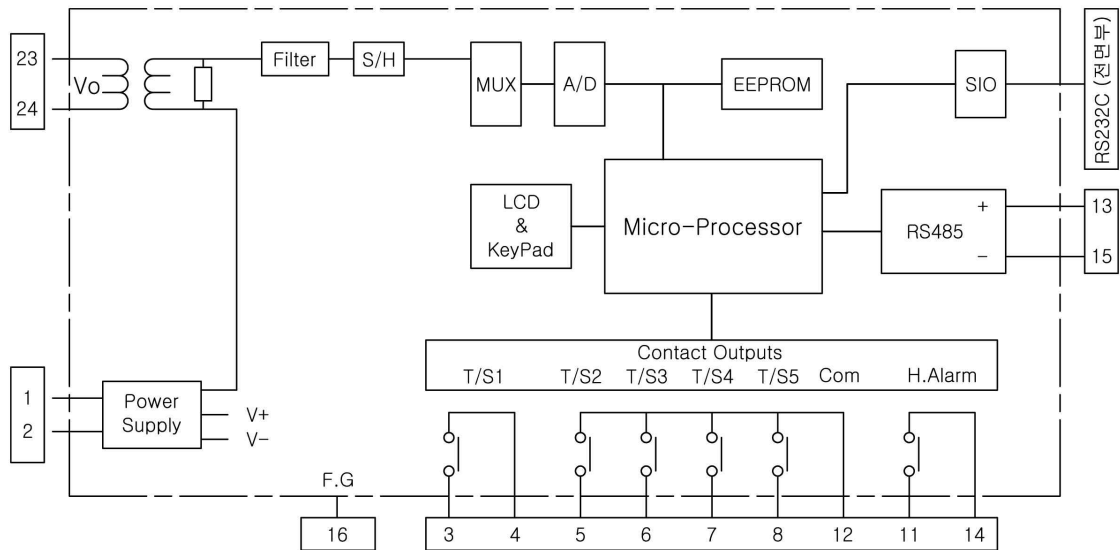 23
24
Vo
Filter
S/H
MUX
A/D
EEPROM
SIO
RS232C (전면부)
LCD
&
KeyPad
Micro-Processor
RS485
+
-
13
15
1
2
Power
Supply
V+
V-
Contact Outputs
T/S1 T/S2 T/S3 T/S4 T/S5 Com H.Alarm
F.G
16
3 4 5 6 7 8 12 11 14